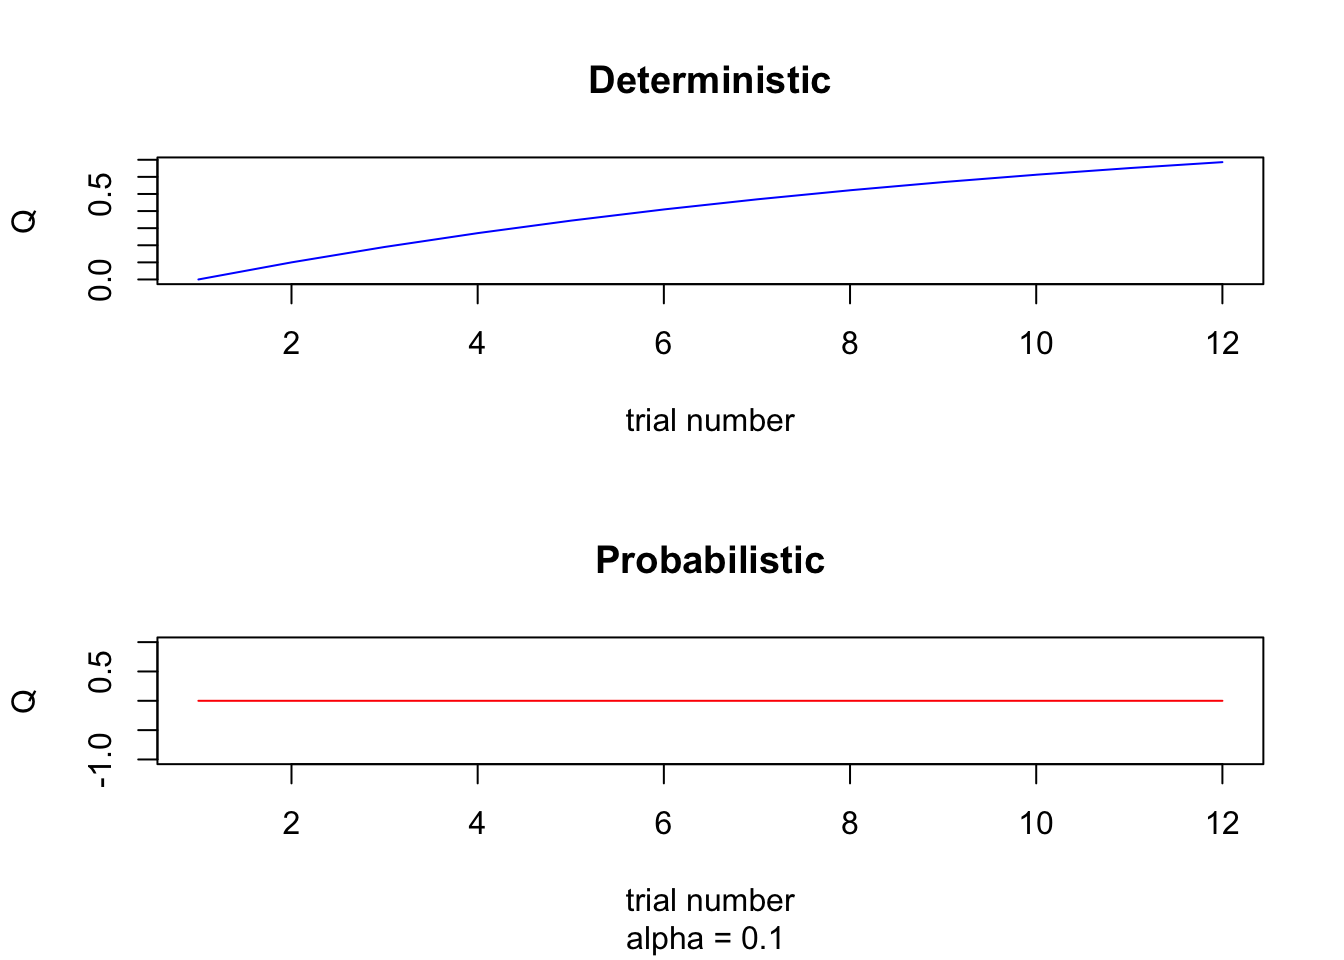 Deterministic
Q
0.5
0.0
2 4 6 8 10 12
trial number
Probabilistic
Q
0.5
-1.0
2 4 6 8 10 12
trial number
alpha = 0.1